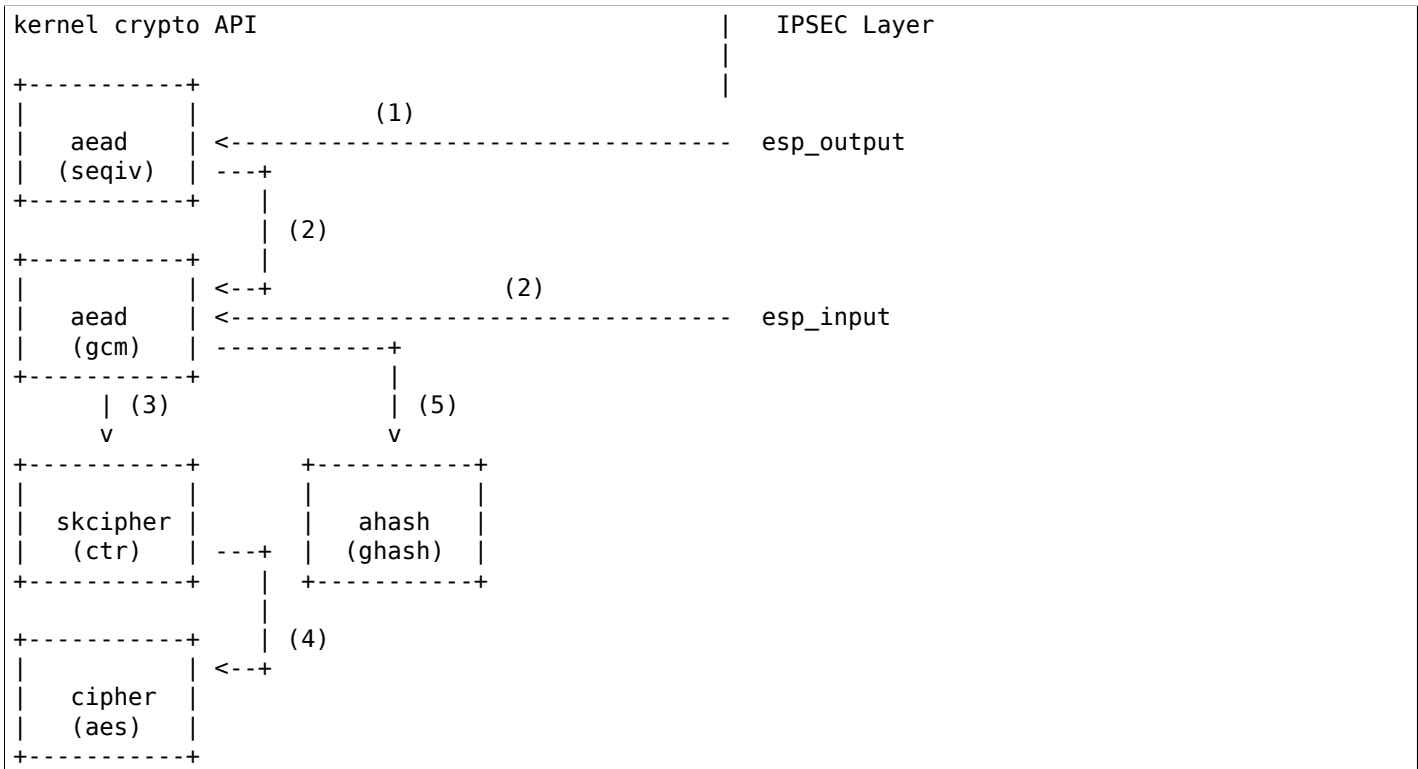 kernel crypto API                                |   IPSEC Layer
                                                 |
+-----------+                                    |
|           |            (1)
|   aead    | <-----------------------------------  esp_output
|  (seqiv)  | ---+
+-----------+    |
                 | (2)
+-----------+    |
|           | <--+                (2)
|   aead    | <-----------------------------------  esp_input
|   (gcm)   | ------------+
+-----------+             |
      | (3)               | (5)
      v                   v
+-----------+       +-----------+
|           |       |           |
|  skcipher |       |   ahash   |
|   (ctr)   | ---+  |  (ghash)  |
+-----------+    |  +-----------+
                 |
+-----------+    | (4)
|           | <--+
|   cipher  |
|   (aes)   |
+-----------+